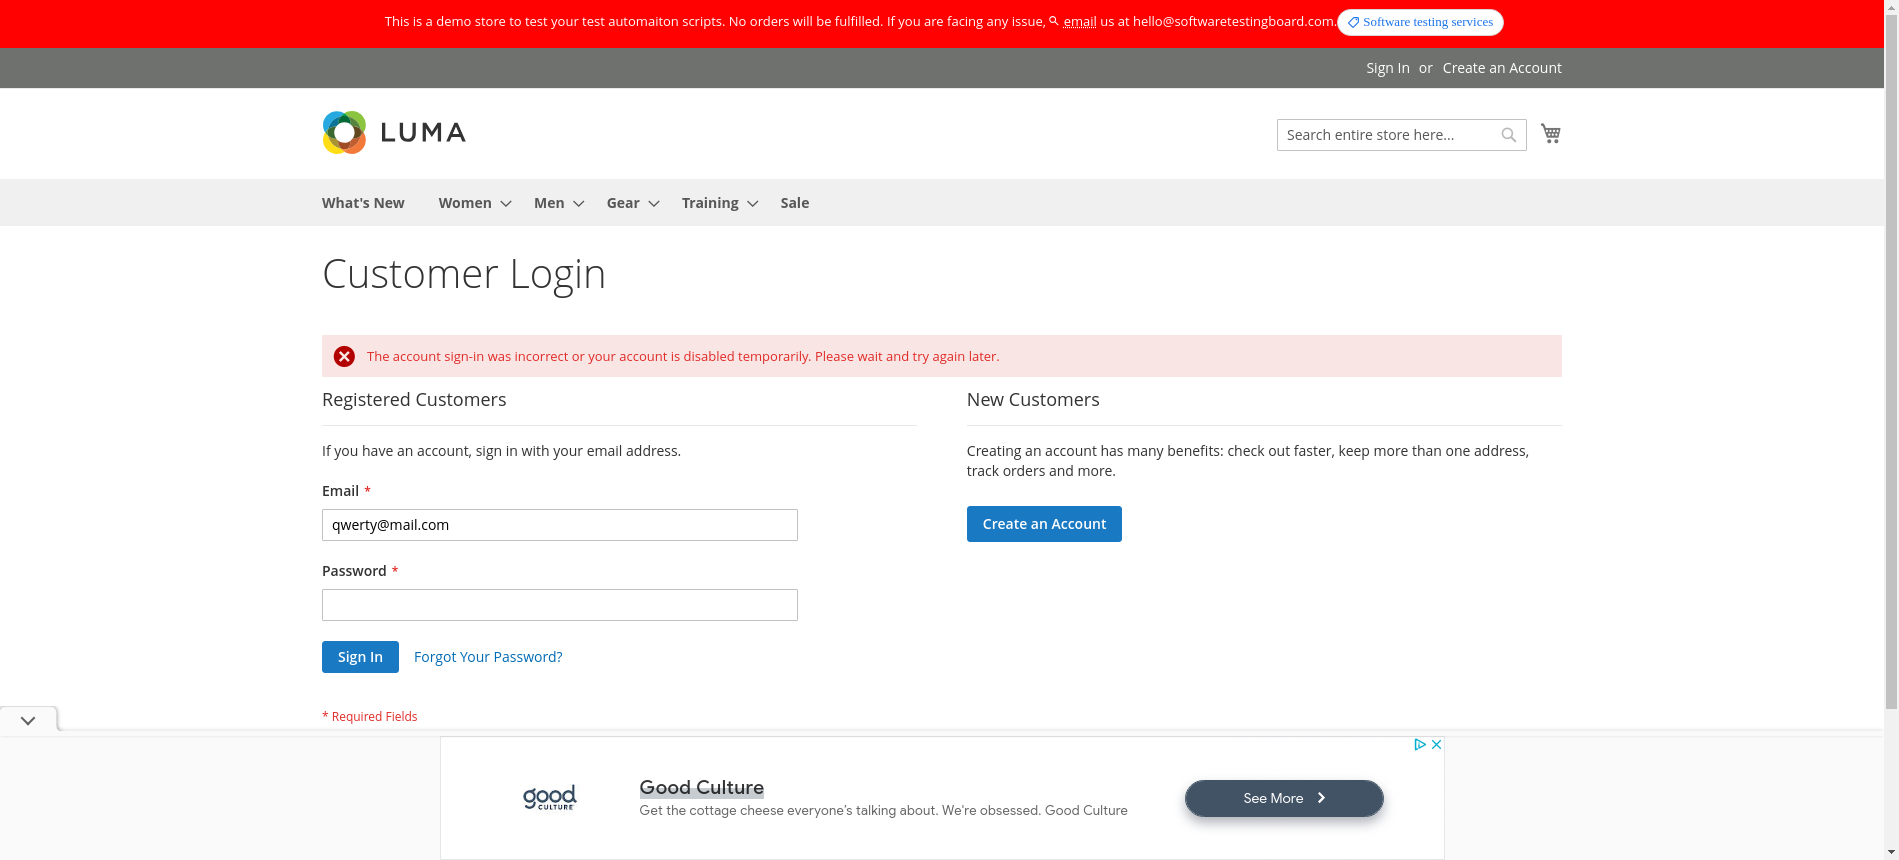 This is a demo store to test your test automaiton scripts. No orders will be fulfilled. If you are facing any issue, email us at hello@softwaretestingboard.com. Software testing services
Sign In or Create an Account
LUMA
Search entire store here...
What's New Women Men Gear Training Sale
Customer Login
The account sign-in was incorrect or your account is disabled temporarily. Please wait and try again later.
Registered Customers
If you have an account, sign in with your email address.
Email *
qwerty@mail.com
Password *
Sign In Forgot Your Password?
* Required Fields
New Customers
Creating an account has many benefits: check out faster, keep more than one address,
track orders and more.
Create an Account
good
CULTURE
Good Culture
Get the cottage cheese everyone's talking about. We're obsessed. Good Culture
See More